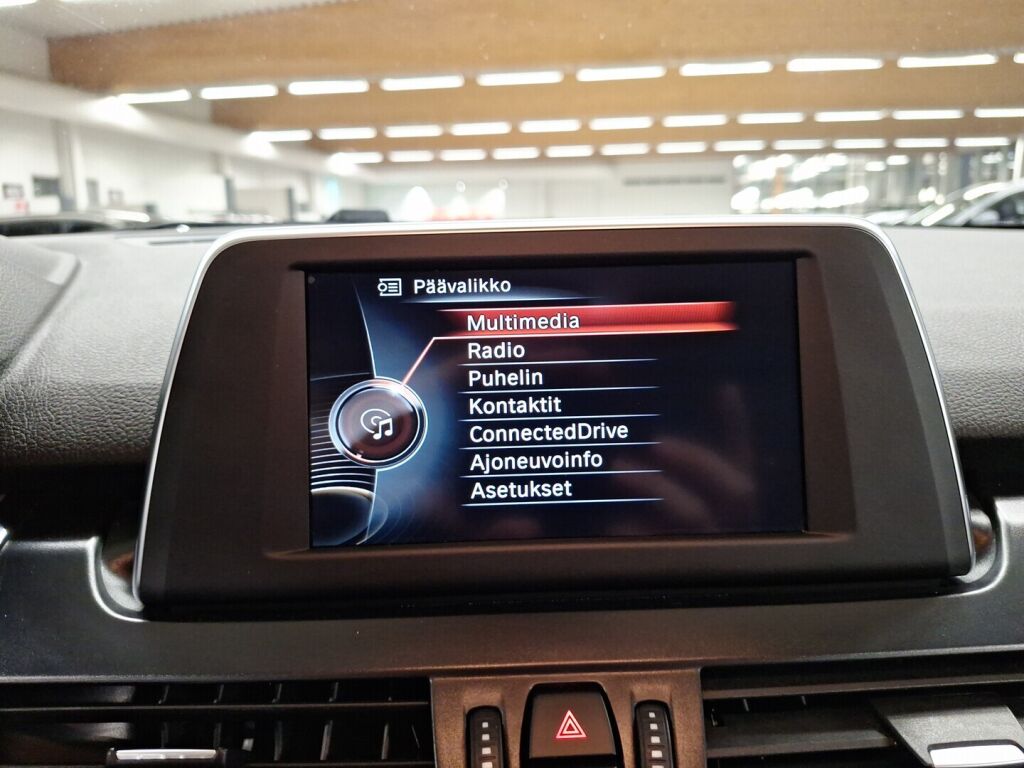 Päävalikko
Multimedia
Radio
Puhelin
Kontaktit
ConnectedDrive
Ajoneuvoinfo
Asetukset